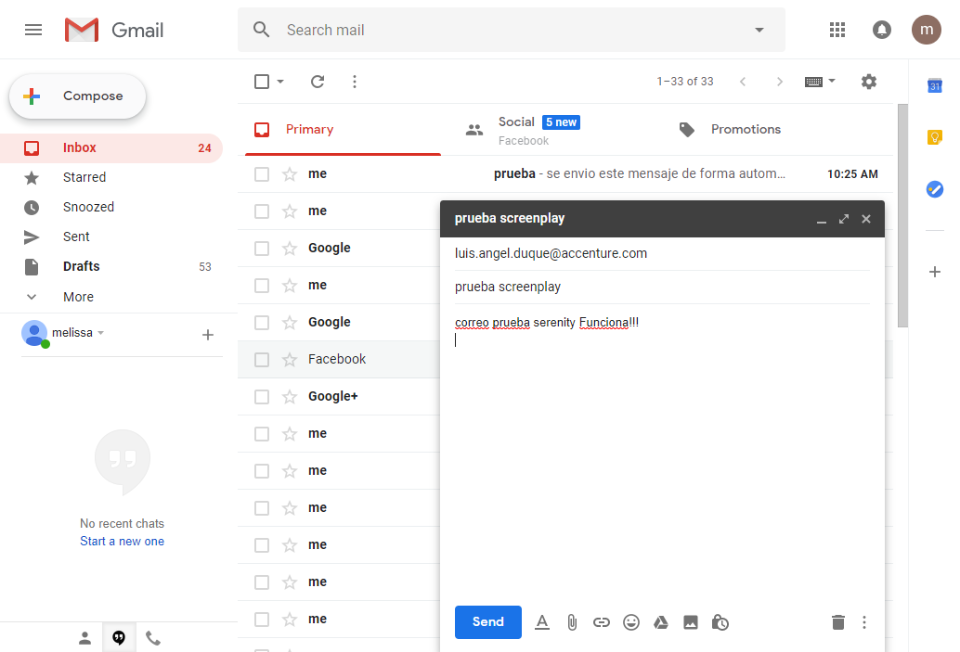 Gmail
Search mail
m
Compose
1–33 of 33
31
Primary
Social 5 new
Facebook
Promotions
Inbox 24
Starred
Snoozed
Sent
Drafts 53
More
melissa
No recent chats
Start a new one
me prueba - se envio este mensaje de forma autom… 10:25 AM
me
Google
me
Google
Facebook
Google+
me
me
me
me
me
me
prueba screenplay
luis.angel.duque@accenture.com
prueba screenplay
correo prueba serenity Funciona!!!
Send